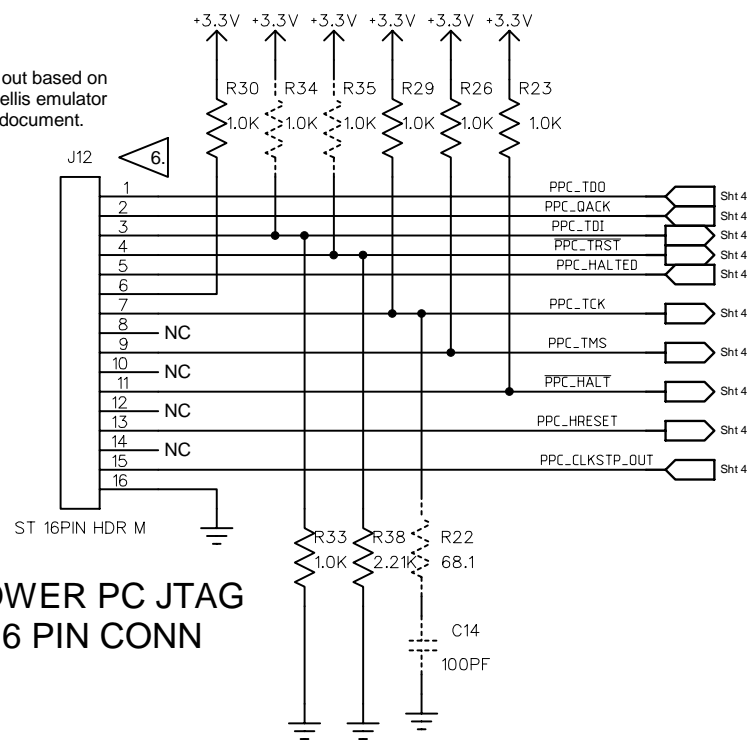 +3.3V +3.3V +3.3V +3.3V +3.3V +3.3V
out based on
ellis emulator
document.
R30 R34 R35 R29 R26 R23
1.0K 1.0K 1.0K 1.0K 1.0K 1.0K
J12
6.
1 PPC_TDO Sht 4
2 PPC_QACK Sht 4
3 PPC_TDI Sht 4
4 PPC_TRST Sht 4
5 PPC_HALTED Sht 4
6
7 PPC_TCK Sht 4
8 NC
9 PPC_TMS Sht 4
10 NC
11 PPC_HALT Sht 4
12 NC
13 PPC_HRESET Sht 4
14 NC
15 PPC_CLKSTP_OUT Sht 4
16
ST 16PIN HDR M
R33 R38 R22
1.0K 2.21K 68.1
OWER PC JTAG
6 PIN CONN
C14
100PF